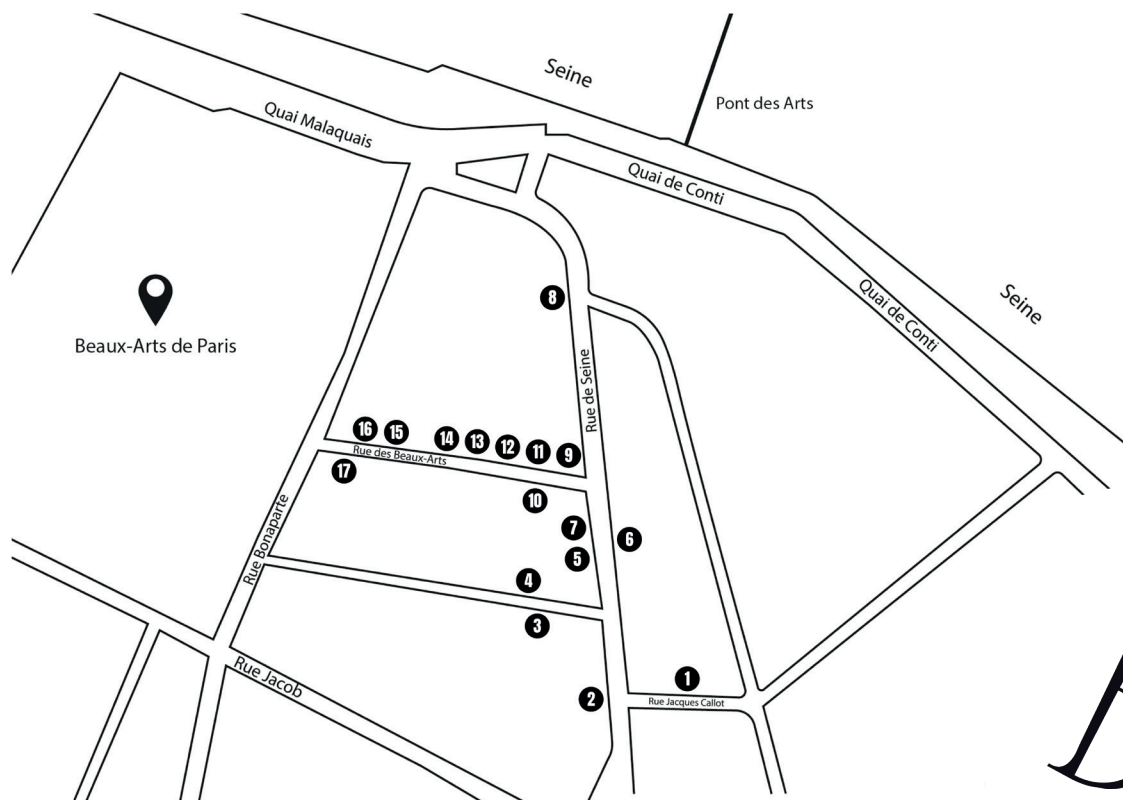 Seine
Pont des Arts
Quai Malaquais
Quai de Conti
Quai de Conti
Seine
Beaux-Arts de Paris
8
Rue de Seine
16
15
14
13
12
11
9
Rue des Beaux-Arts
17
10
7
6
5
Rue Bonaparte
4
3
Rue Jacob
2
1
Rue Jacques Callot